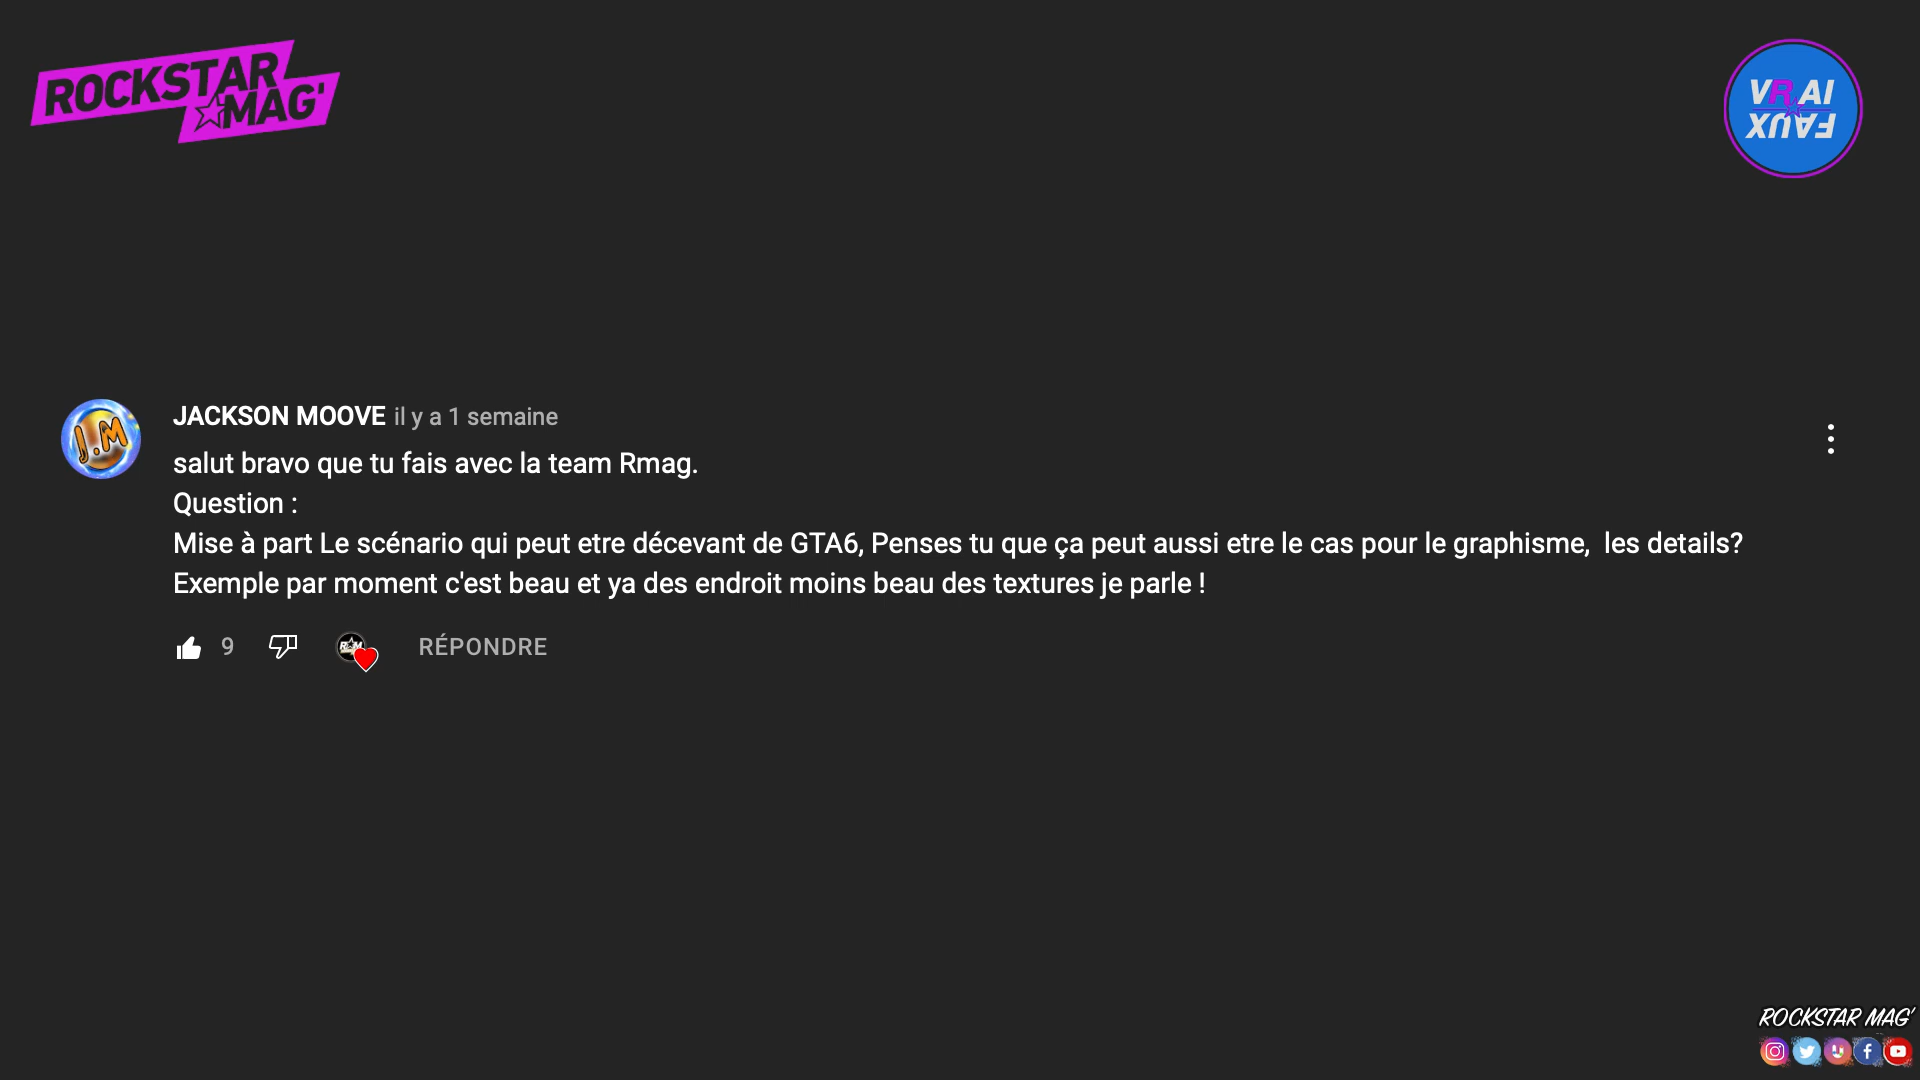 ROCKSTAR
MAG'
VRAI
FAUX
J.M
JACKSON MOOVE il y a 1 semaine
salut bravo que tu fais avec la team Rmag.
Question :
Mise à part Le scénario qui peut etre décevant de GTA6, Penses tu que ça peut aussi etre le cas pour le graphisme,  les details?
Exemple par moment c'est beau et ya des endroit moins beau des textures je parle !
9
RÉPONDRE
ROCKSTAR MAG'